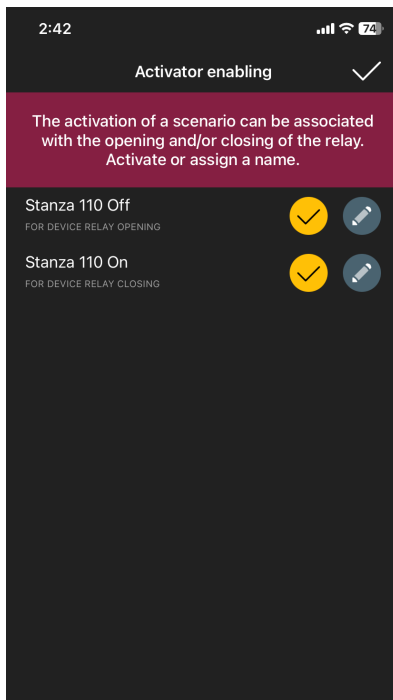 2:42
74
Activator enabling
The activation of a scenario can be associated
with the opening and/or closing of the relay.
Activate or assign a name.
Stanza 110 Off
FOR DEVICE RELAY OPENING
Stanza 110 On
FOR DEVICE RELAY CLOSING